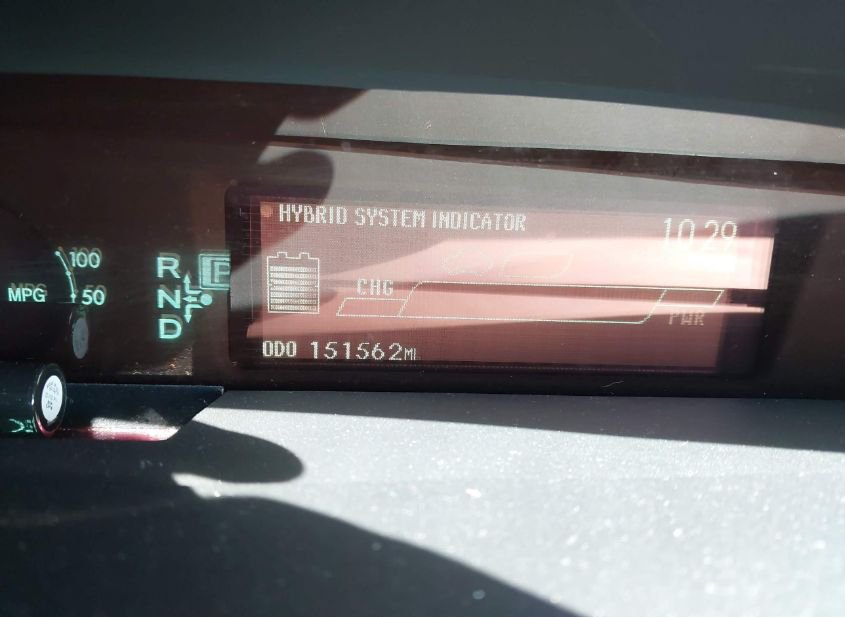 HYBRID SYSTEM INDICATOR
10:29
100
MPG
50
R
P
N
D
CHG
PWR
ODO 151562MI